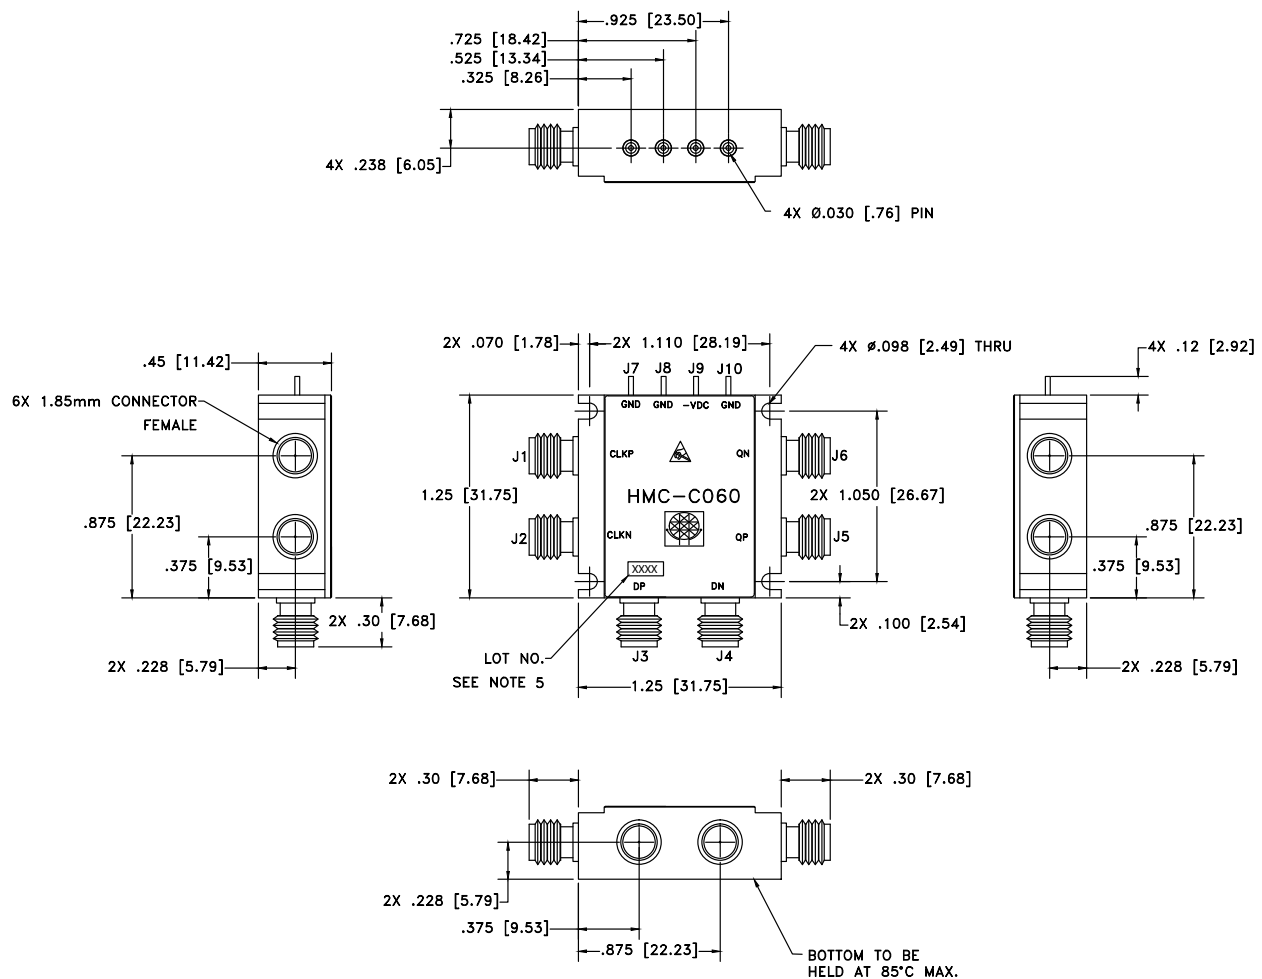 .925 [23.50]
.725 [18.42]
.525 [13.34]
.325 [8.26]
4X .238 [6.05]
4X Ø.030 [.76] PIN
.45 [11.42]
6X 1.85mm CONNECTOR
FEMALE
.875 [22.23]
.375 [9.53]
2X .30 [7.68]
2X .228 [5.79]
2X .070 [1.78]
2X 1.110 [28.19]
4X Ø.098 [2.49] THRU
J7 J8 J9 J10
GND GND -VDC GND
J1 CLKP QN J6
1.25 [31.75]
HMC-C060
2X 1.050 [26.67]
J2 CLKN QP J5
XXXX
DP DN
2X .100 [2.54]
J3 J4
LOT NO.
SEE NOTE 5
1.25 [31.75]
4X .12 [2.92]
.875 [22.23]
.375 [9.53]
2X .228 [5.79]
2X .30 [7.68]
2X .30 [7.68]
2X .228 [5.79]
.375 [9.53]
.875 [22.23]
BOTTOM TO BE
HELD AT 85°C MAX.